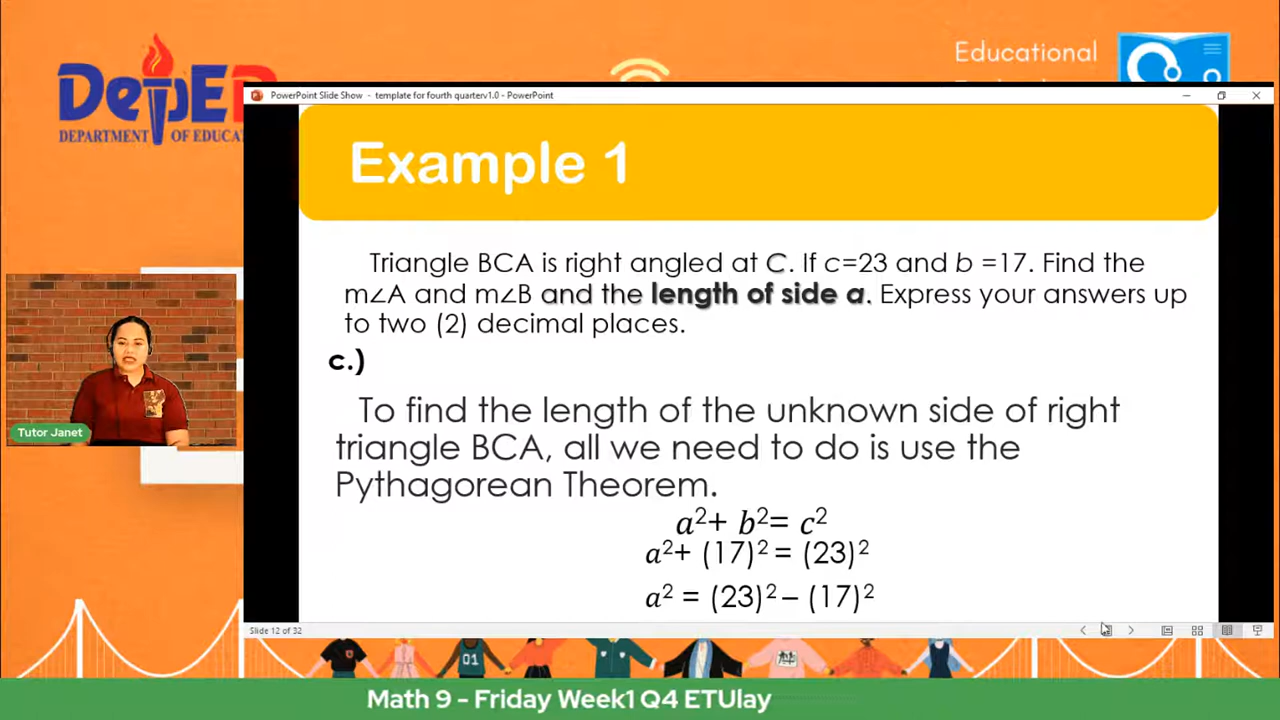 DepED
DEPARTMENT OF EDUCA
Educational
PowerPoint Slide Show - template for fourth quarterv1.0 - PowerPoint
Example 1
Triangle BCA is right angled at C. If c=23 and b =17. Find the
m∠A and m∠B and the length of side a. Express your answers up
to two (2) decimal places.
c.)
To find the length of the unknown side of right
triangle BCA, all we need to do is use the
Pythagorean Theorem.
a²+ b²= c²
a²+ (17)² = (23)²
a² = (23)² – (17)²
Tutor Janet
Slide 12 of 32
01
Math 9 - Friday Week1 Q4 ETUlay